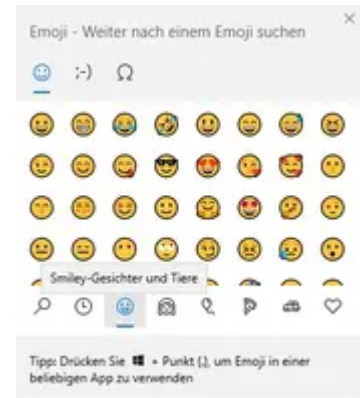 Emoji - Weiter nach einem Emoji suchen
;-) Ω
Smiley-Gesichter und Tiere
Tipp: Drücken Sie + Punkt (.), um Emoji in einer
beliebigen App zu verwenden